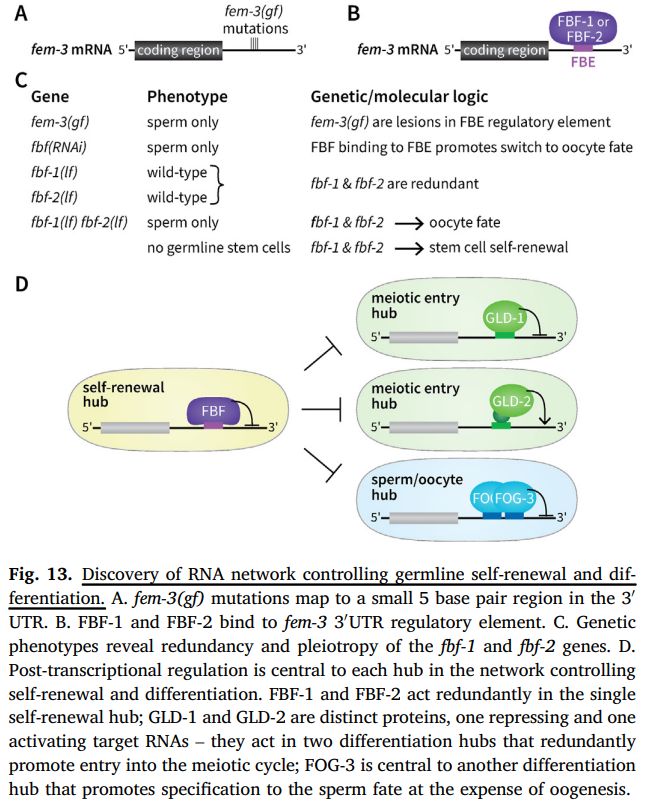 A
fem-3(gf)
mutations
fem-3 mRNA 5'- coding region 3'
B
FBF-1 or
FBF-2
fem-3 mRNA 5'- coding region 3'
FBE
C
Gene Phenotype Genetic/molecular logic
fem-3(gf) sperm only fem-3(gf) are lesions in FBE regulatory element
fbf(RNAi) sperm only FBF binding to FBE promotes switch to oocyte fate
fbf-1(lf) wild-type
fbf-1 & fbf-2 are redundant
fbf-2(lf) wild-type
fbf-1(lf) fbf-2(lf) sperm only fbf-1 & fbf-2 → oocyte fate
no germline stem cells fbf-1 & fbf-2 → stem cell self-renewal
D
meiotic entry
hub
GLD-1
5'- 3'
self-renewal
hub
FBF
5'- 3'
meiotic entry
hub
GLD-2
5'- 3'
sperm/oocyte
hub
FO FOG-3
5'- 3'
Fig. 13. Discovery of RNA network controlling germline self-renewal and dif-
ferentiation. A. fem-3(gf) mutations map to a small 5 base pair region in the 3′
UTR. B. FBF-1 and FBF-2 bind to fem-3 3′UTR regulatory element. C. Genetic
phenotypes reveal redundancy and pleiotropy of the fbf-1 and fbf-2 genes. D.
Post-transcriptional regulation is central to each hub in the network controlling
self-renewal and differentiation. FBF-1 and FBF-2 act redundantly in the single
self-renewal hub; GLD-1 and GLD-2 are distinct proteins, one repressing and one
activating target RNAs – they act in two differentiation hubs that redundantly
promote entry into the meiotic cycle; FOG-3 is central to another differentiation
hub that promotes specification to the sperm fate at the expense of oogenesis.